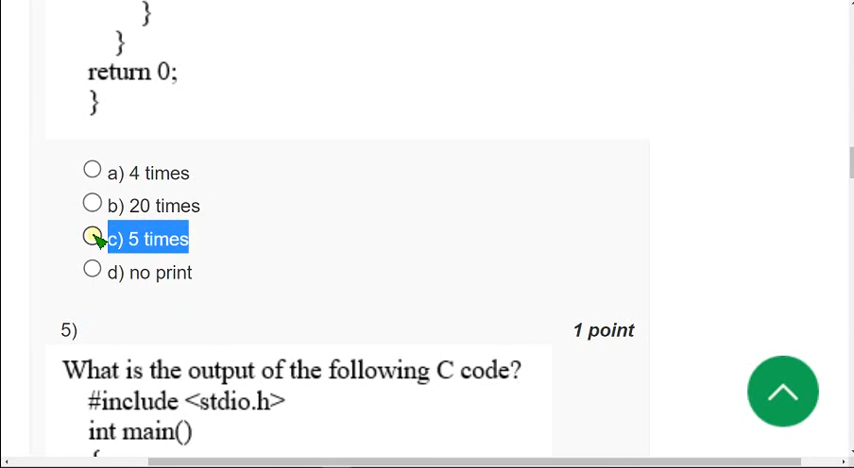 }
}
return 0;
}
a) 4 times
b) 20 times
c) 5 times
d) no print
5)
1 point
What is the output of the following C code?
#include <stdio.h>
int main()